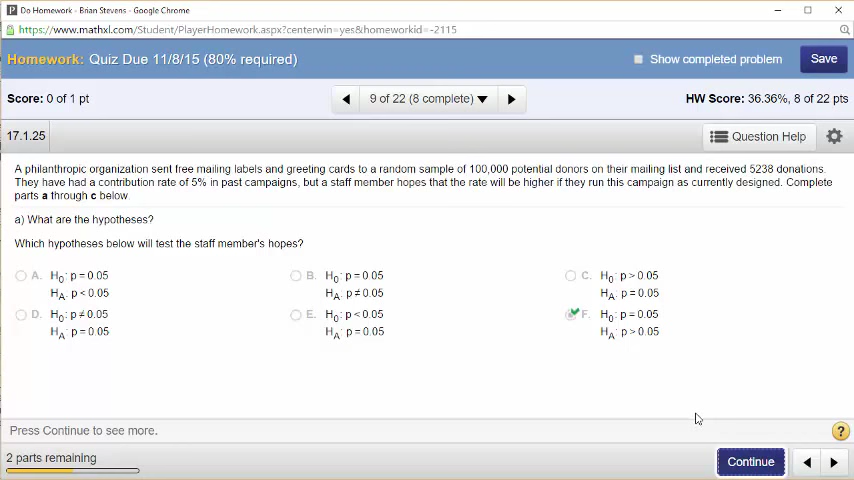 Do Homework - Brian Stevens - Google Chrome
https://www.mathxl.com/Student/PlayerHomework.aspx?centerwin=yes&homeworkid=-2115
Homework: Quiz Due 11/8/15 (80% required)
Show completed problem
Save
Score: 0 of 1 pt
9 of 22 (8 complete)
HW Score: 36.36%, 8 of 22 pts
17.1.25
Question Help
A philanthropic organization sent free mailing labels and greeting cards to a random sample of 100,000 potential donors on their mailing list and received 5238 donations.
They have had a contribution rate of 5% in past campaigns, but a staff member hopes that the rate will be higher if they run this campaign as currently designed. Complete
parts a through c below.
a) What are the hypotheses?
Which hypotheses below will test the staff member's hopes?
A. H0: p = 0.05
HA: p < 0.05
B. H0: p = 0.05
HA: p ≠ 0.05
C. H0: p > 0.05
HA: p = 0.05
D. H0: p ≠ 0.05
HA: p = 0.05
E. H0: p < 0.05
HA: p = 0.05
F. H0: p = 0.05
HA: p > 0.05
Press Continue to see more.
?
2 parts remaining
Continue